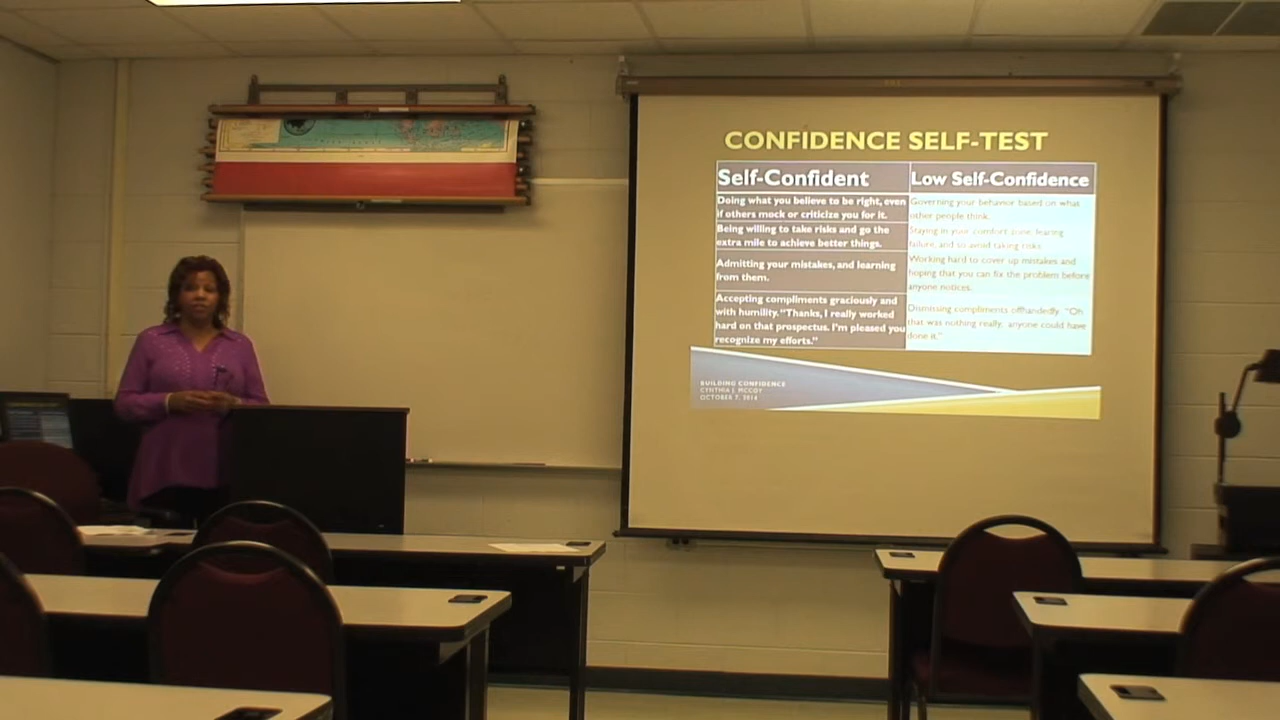 CONFIDENCE SELF-TEST
Self-Confident
Low Self-Confidence
Doing what you believe to be right, even
if others mock or criticize you for it.
Governing your behavior based on what
other people think.
Being willing to take risks and go the
extra mile to achieve better things.
Staying in your comfort zone, fearing
failure, and so avoid taking risks.
Admitting your mistakes, and learning
from them.
Working hard to cover up mistakes and
hoping that you can fix the problem before
anyone notices.
Accepting compliments graciously and
with humility. "Thanks, I really worked
hard on that prospectus. I'm pleased you
recognize my efforts."
Dismissing compliments offhandedly. "Oh
that was nothing really, anyone could have
done it."
BUILDING CONFIDENCE
CYNTHIA J. MCCOY
OCTOBER 7, 2014